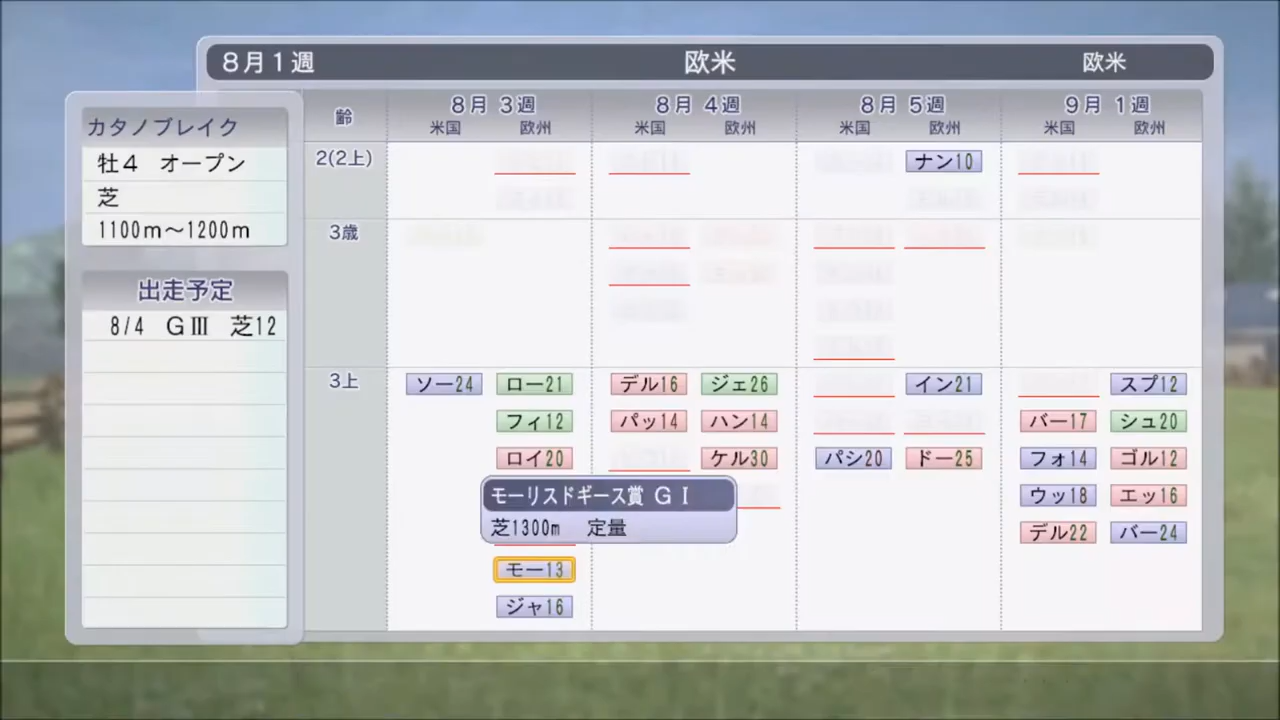 8月1週
欧米
欧米
カタノブレイク
牡4 オープン
芝
1100m～1200m
出走予定
8/4 GⅢ 芝12
齢
8月 3週
8月 4週
8月 5週
9月 1週
米国 欧州 米国 欧州 米国 欧州 米国 欧州
2(2上)
ナン10
3歳
3上
ソー24 ロー21 デル16 ジェ26 イン21 スプ12
フィ12 パッ14 ハン14 バー17 シュ20
ロイ20 ケル30 パシ20 ドー25 フォ14 ゴル12
モーリスドギース賞 GⅠ
芝1300m 定量
ウッ18 エッ16
デル22 バー24
モー13
ジャ16